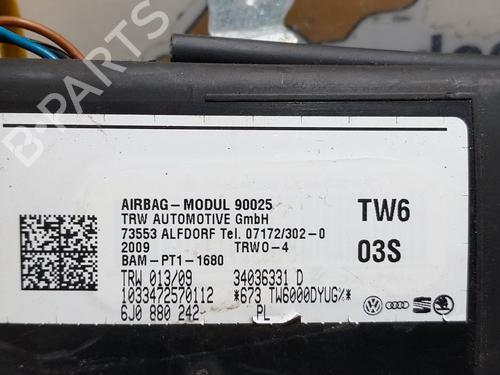 B-PARTS
AIRBAG-MODUL 90025
TRW AUTOMOTIVE GmbH
73553 ALFDORF Tel. 07172/302-0
2009 TRWO-4
BAM-PT1-1680
TRW 013/09 34036331 D
1033472570112 *673 TW6000DYUG%*
6J0 880 242- PL
TW6
03S